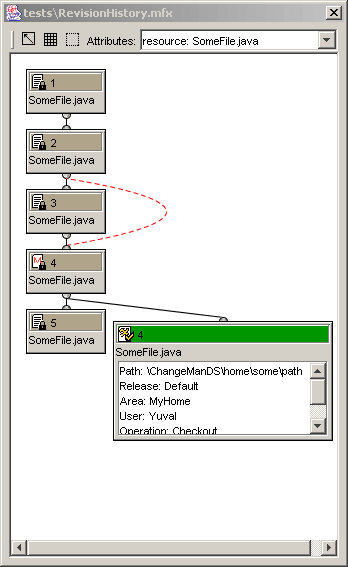 tests\RevisionHistory.mfx
Attributes: resource: SomeFile.java
1
SomeFile.java
2
SomeFile.java
3
SomeFile.java
M 4
SomeFile.java
5
SomeFile.java
4
SomeFile.java
Path: \ChangeManDS\home\some\path
Release: Default
Area: MyHome
User: Yuval
Operation: Checkout